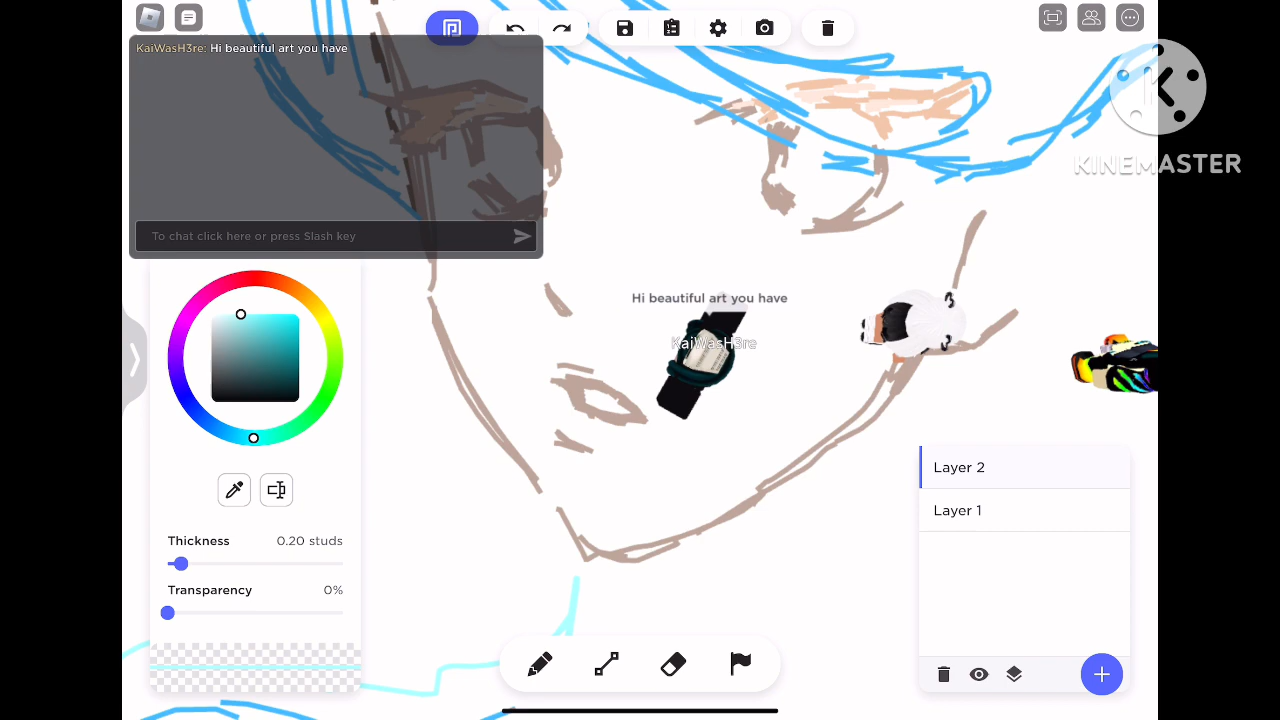 KaiWasH3re: Hi beautiful art you have
To chat click here or press Slash key
KINEMASTER
Hi beautiful art you have
KaiWasH3re
Thickness 0.20 studs
Transparency 0%
Layer 2
Layer 1